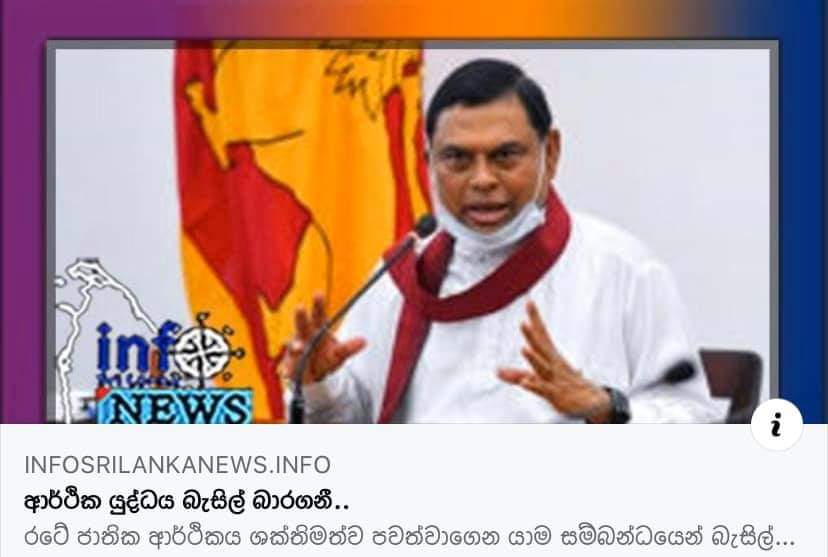 info
NEWS
INFOSRILANKANEWS.INFO
ආර්ථික යුද්ධය බැසිල් බාරගනී..
රටේ ජාතික ආර්ථිකය ශක්තිමත්ව පවත්වාගෙන යාම සම්බන්ධයෙන් බැසිල්...